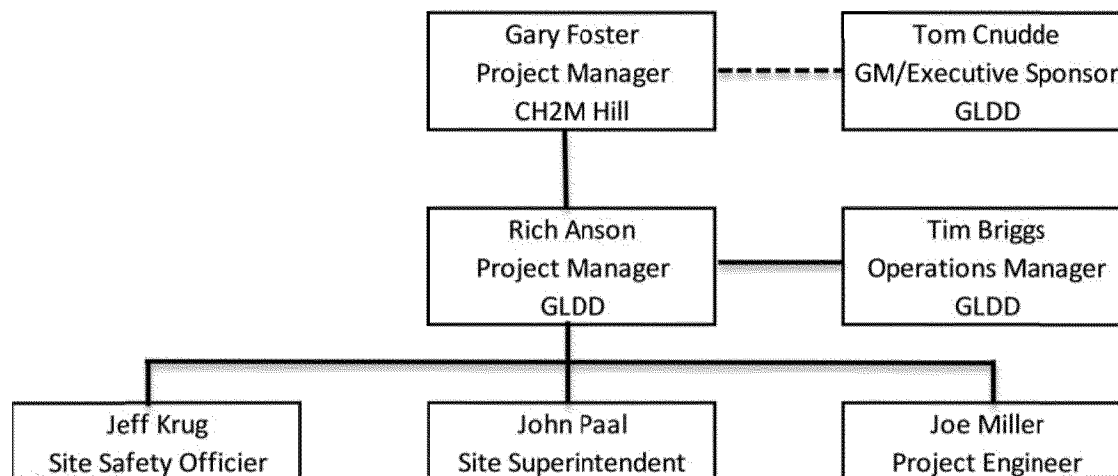 Gary Foster
Project Manager
CH2M Hill
Tom Cnudde
GM/Executive Sponsor
GLDD
Rich Anson
Project Manager
GLDD
Tim Briggs
Operations Manager
GLDD
Jeff Krug
Site Safety Officier
John Paal
Site Superintendent
Joe Miller
Project Engineer